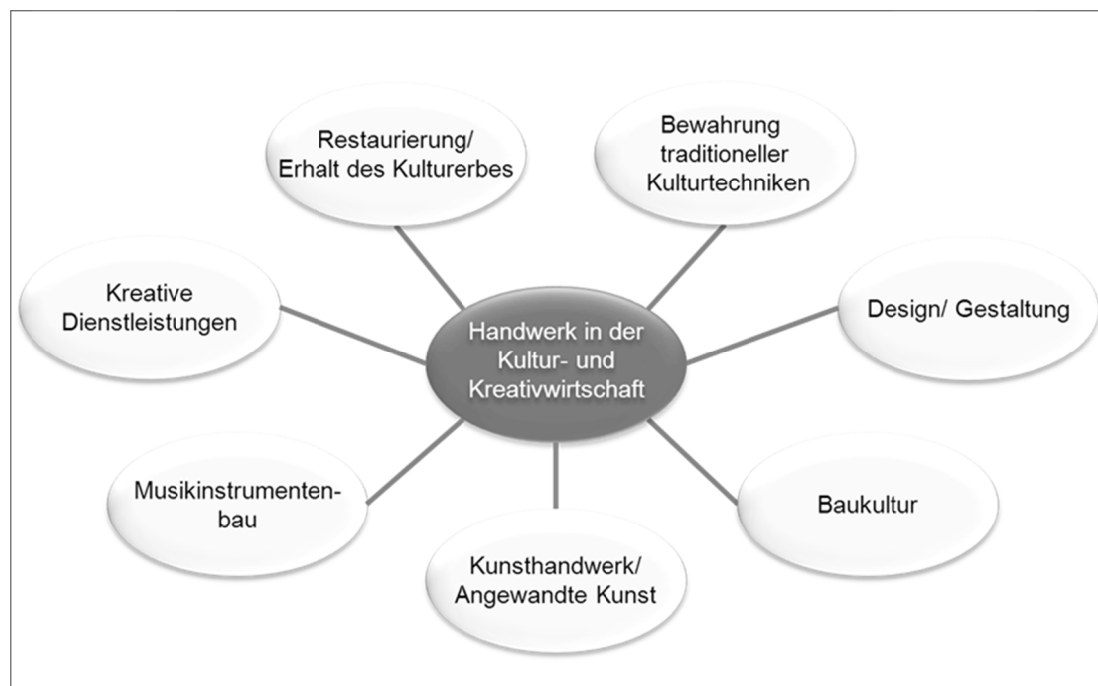 Restaurierung/
Erhalt des Kulturerbes
Bewahrung
traditioneller
Kulturtechniken
Kreative
Dienstleistungen
Handwerk in der
Kultur- und
Kreativwirtschaft
Design/ Gestaltung
Musikinstrumenten-
bau
Kunsthandwerk/
Angewandte Kunst
Baukultur